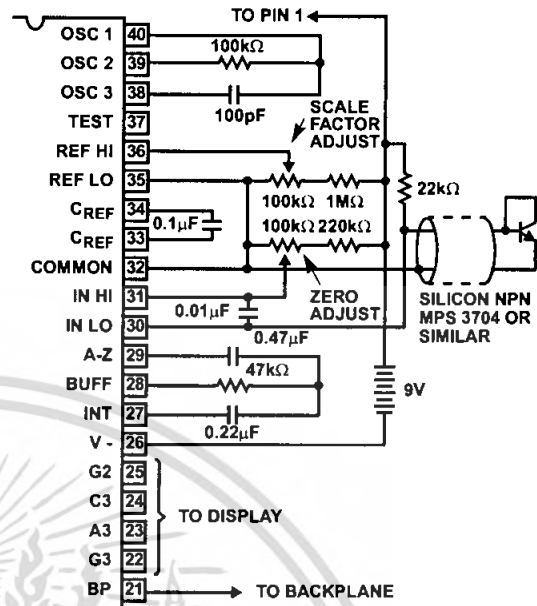 TO PIN 1
OSC 1 40
100kΩ
OSC 2 39
OSC 3 38
100pF
SCALE
FACTOR
ADJUST
TEST 37
REF HI 36
REF LO 35
100kΩ 1MΩ
22kΩ
CREF 34
0.1μF
100kΩ 220kΩ
CREF 33
COMMON 32
IN HI 31
0.01μF
ZERO
ADJUST
SILICON NPN
MPS 3704 OR
SIMILAR
IN LO 30
0.47μF
A-Z 29
47kΩ
BUFF 28
9V
INT 27
0.22μF
V - 26
G2 25
C3 24
TO DISPLAY
A3 23
G3 22
BP 21
TO BACKPLANE